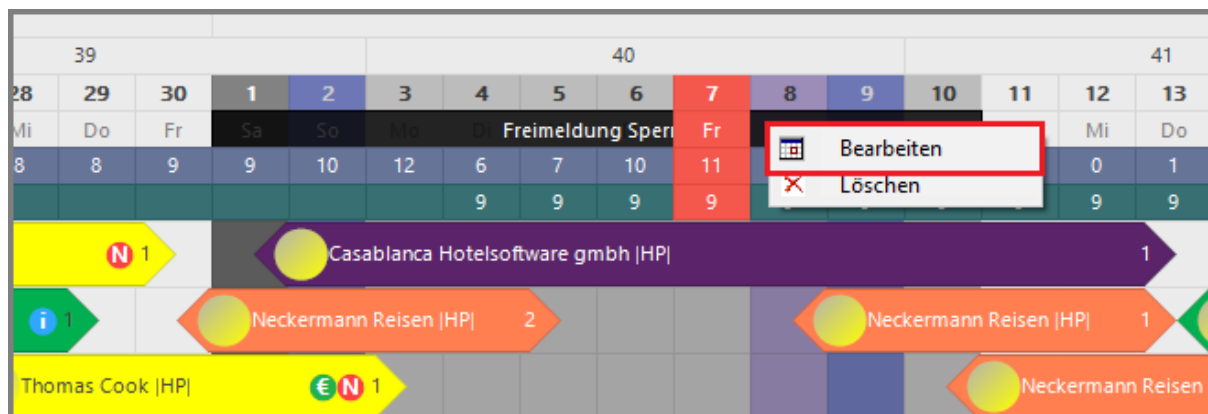 39 40 41
28 29 30 1 2 3 4 5 6 7 8 9 10 11 12 13
Mi Do Fr Sa So Mo Di Freimeldung Sperr Fr Mi Do
8 8 9 9 10 12 6 7 10 11 0 1
9 9 9 9 9 9
Bearbeiten
Löschen
N 1 Casablanca Hotelsoftware gmbh |HP| 1
i 1 Neckermann Reisen |HP| 2 Neckermann Reisen |HP| 1
Thomas Cook |HP| € N 1 Neckermann Reisen